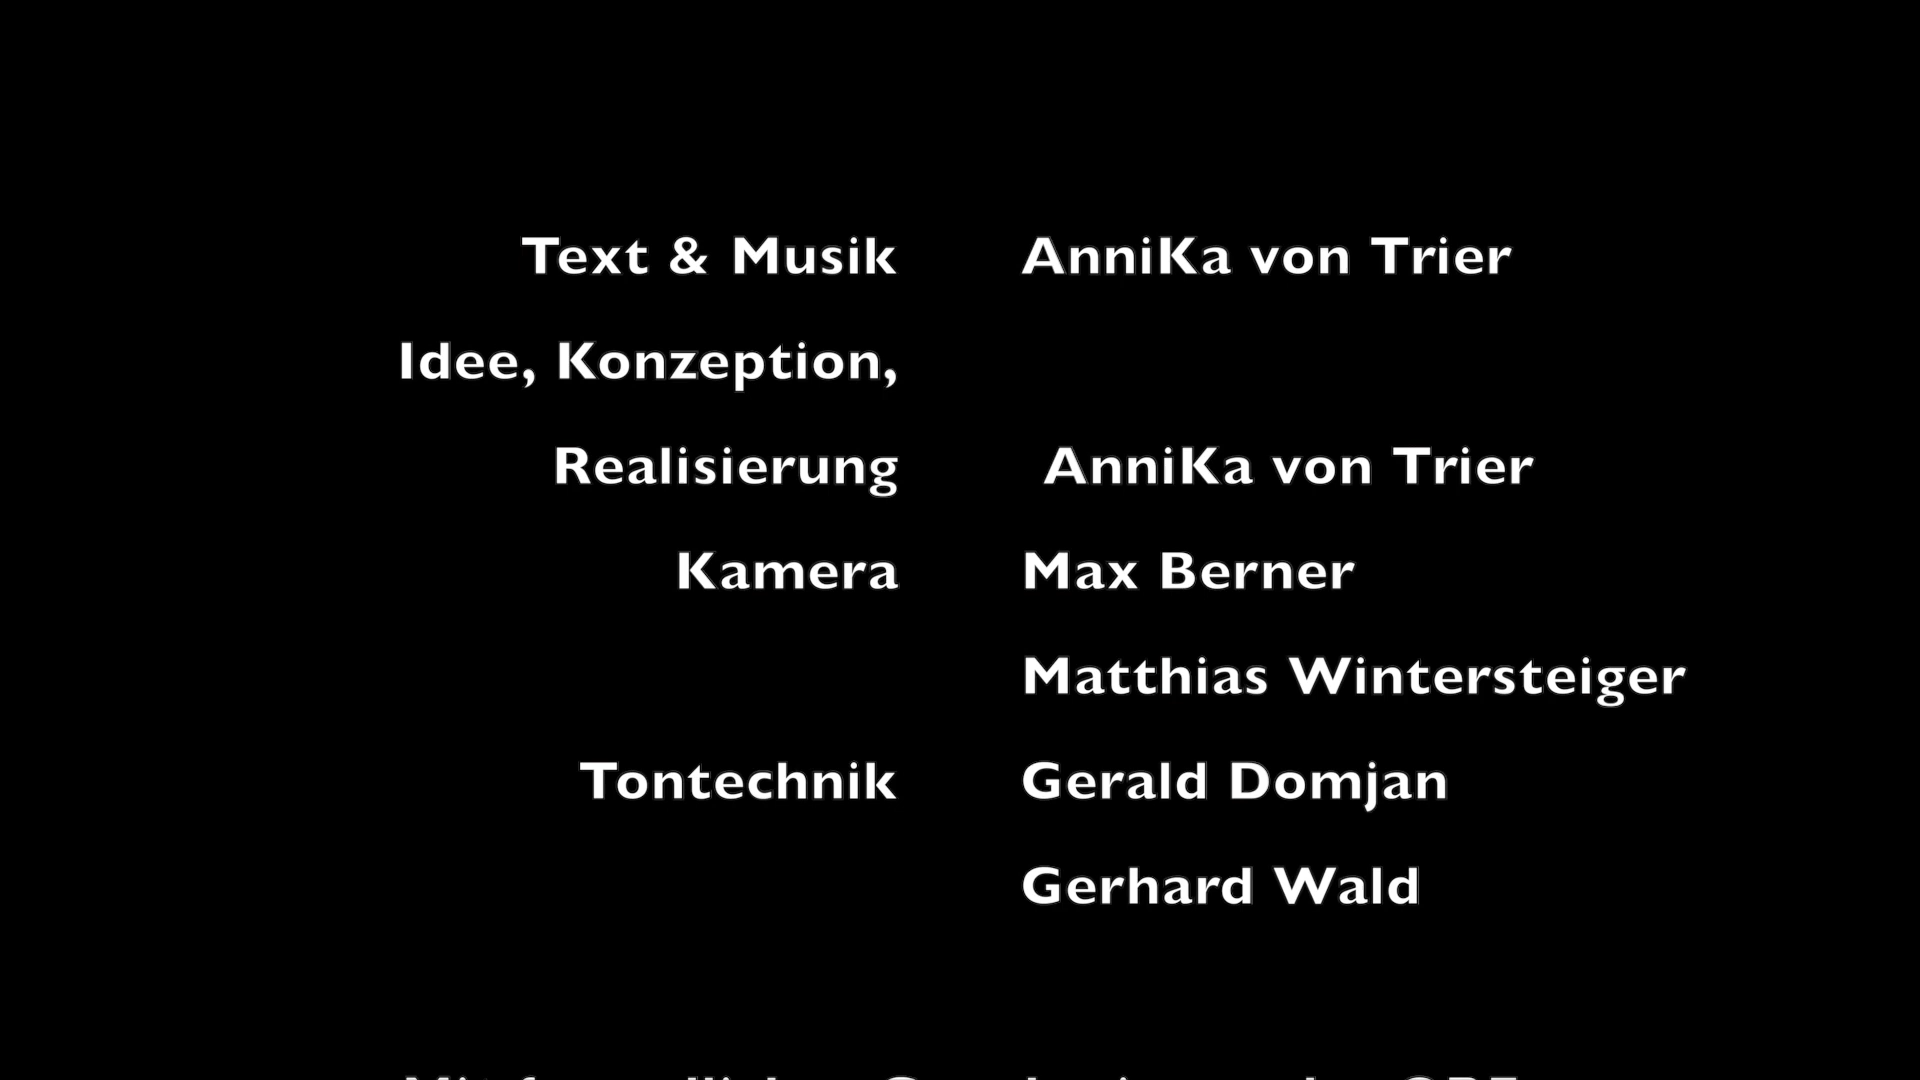 Text & Musik AnniKa von Trier
Idee, Konzeption,
Realisierung AnniKa von Trier
Kamera Max Berner
Matthias Wintersteiger
Tontechnik Gerald Domjan
Gerhard Wald